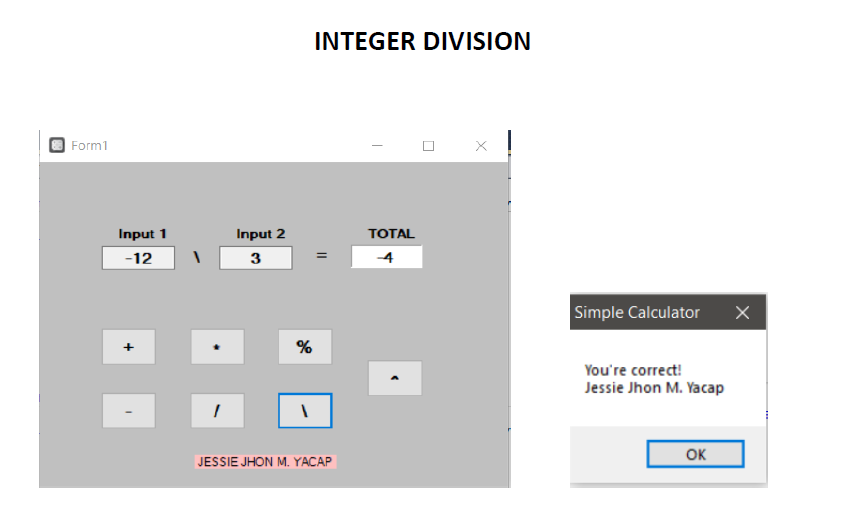 INTEGER DIVISION
Form1
Input 1 Input 2 TOTAL
-12 \ 3 = -4
+ * % ^
- / \
JESSIE JHON M. YACAP
Simple Calculator
You're correct!
Jessie Jhon M. Yacap
OK